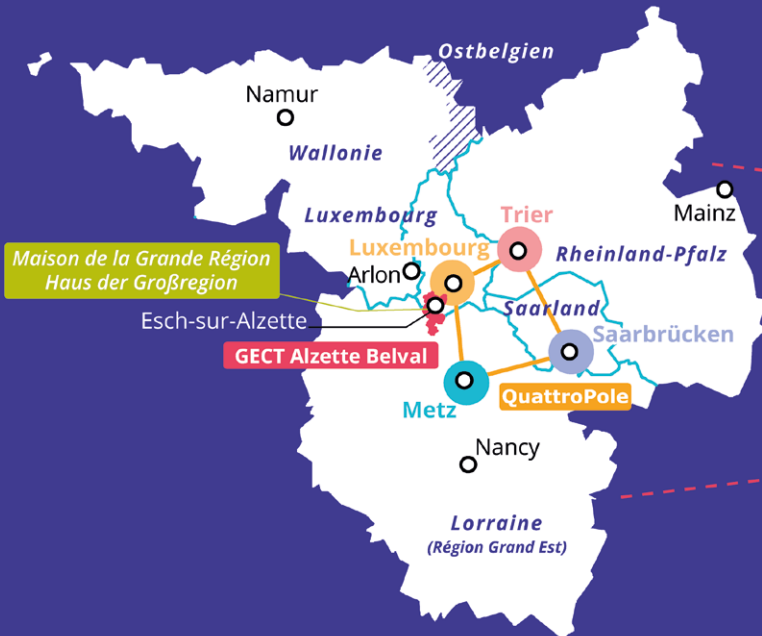 Ostbelgien
Namur
Wallonie
Luxembourg
Trier
Mainz
Luxembourg
Rheinland-Pfalz
Maison de la Grande Région
Haus der Großregion
Arlon
Saarland
Esch-sur-Alzette
Saarbrücken
GECT Alzette Belval
QuattroPole
Metz
Nancy
Lorraine
(Région Grand Est)